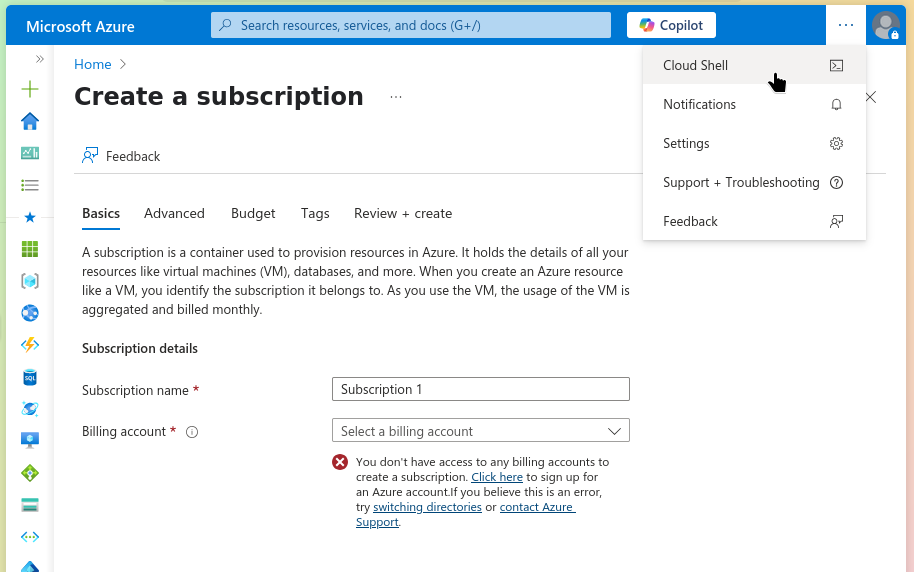 Microsoft Azure
Search resources, services, and docs (G+/)
Copilot
Cloud Shell
Notifications
Settings
Support + Troubleshooting
Feedback
Home
Create a subscription
Feedback
Basics
Advanced
Budget
Tags
Review + create
A subscription is a container used to provision resources in Azure. It holds the details of all your
resources like virtual machines (VM), databases, and more. When you create an Azure resource
like a VM, you identify the subscription it belongs to. As you use the VM, the usage of the VM is
aggregated and billed monthly.
Subscription details
Subscription name *
Subscription 1
Billing account *
Select a billing account
You don't have access to any billing accounts to
create a subscription. Click here to sign up for
an Azure account.If you believe this is an error,
try switching directories or contact Azure
Support.
SQL